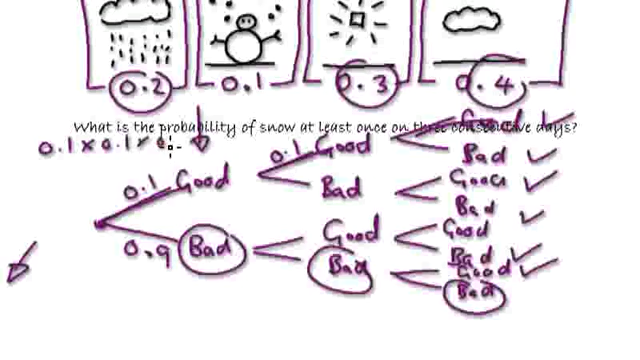 0.2 0.1 0.3 0.4
What is the probability of snow at least once on three consecutive days?
0.1 x 0.1 x
Good
0.1 Good Bad
0.1 Good Good
Bad Bad
Good Good
0.9 Bad Bad
Bad Good
Bad